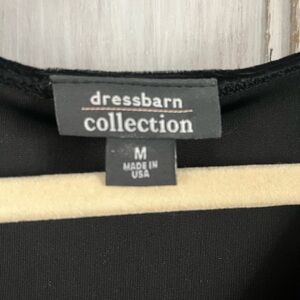 dressbarn
collection
M
MADE IN
USA